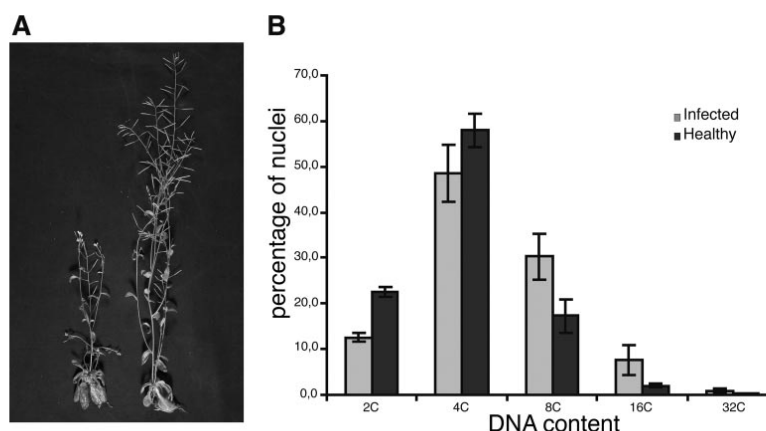 A
B
70,0
60,0
50,0
40,0
30,0
20,0
10,0
0,0
percentage of nuclei
Infected
Healthy
2C 4C 8C 16C 32C
DNA content